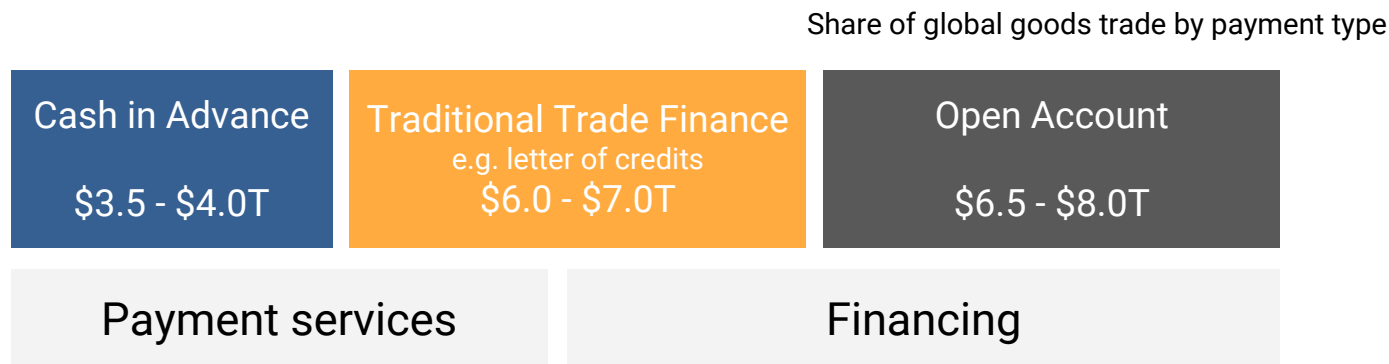 Share of global goods trade by payment type
Cash in Advance
$3.5 - $4.0T
Traditional Trade Finance
e.g. letter of credits
$6.0 - $7.0T
Open Account
$6.5 - $8.0T
Payment services
Financing